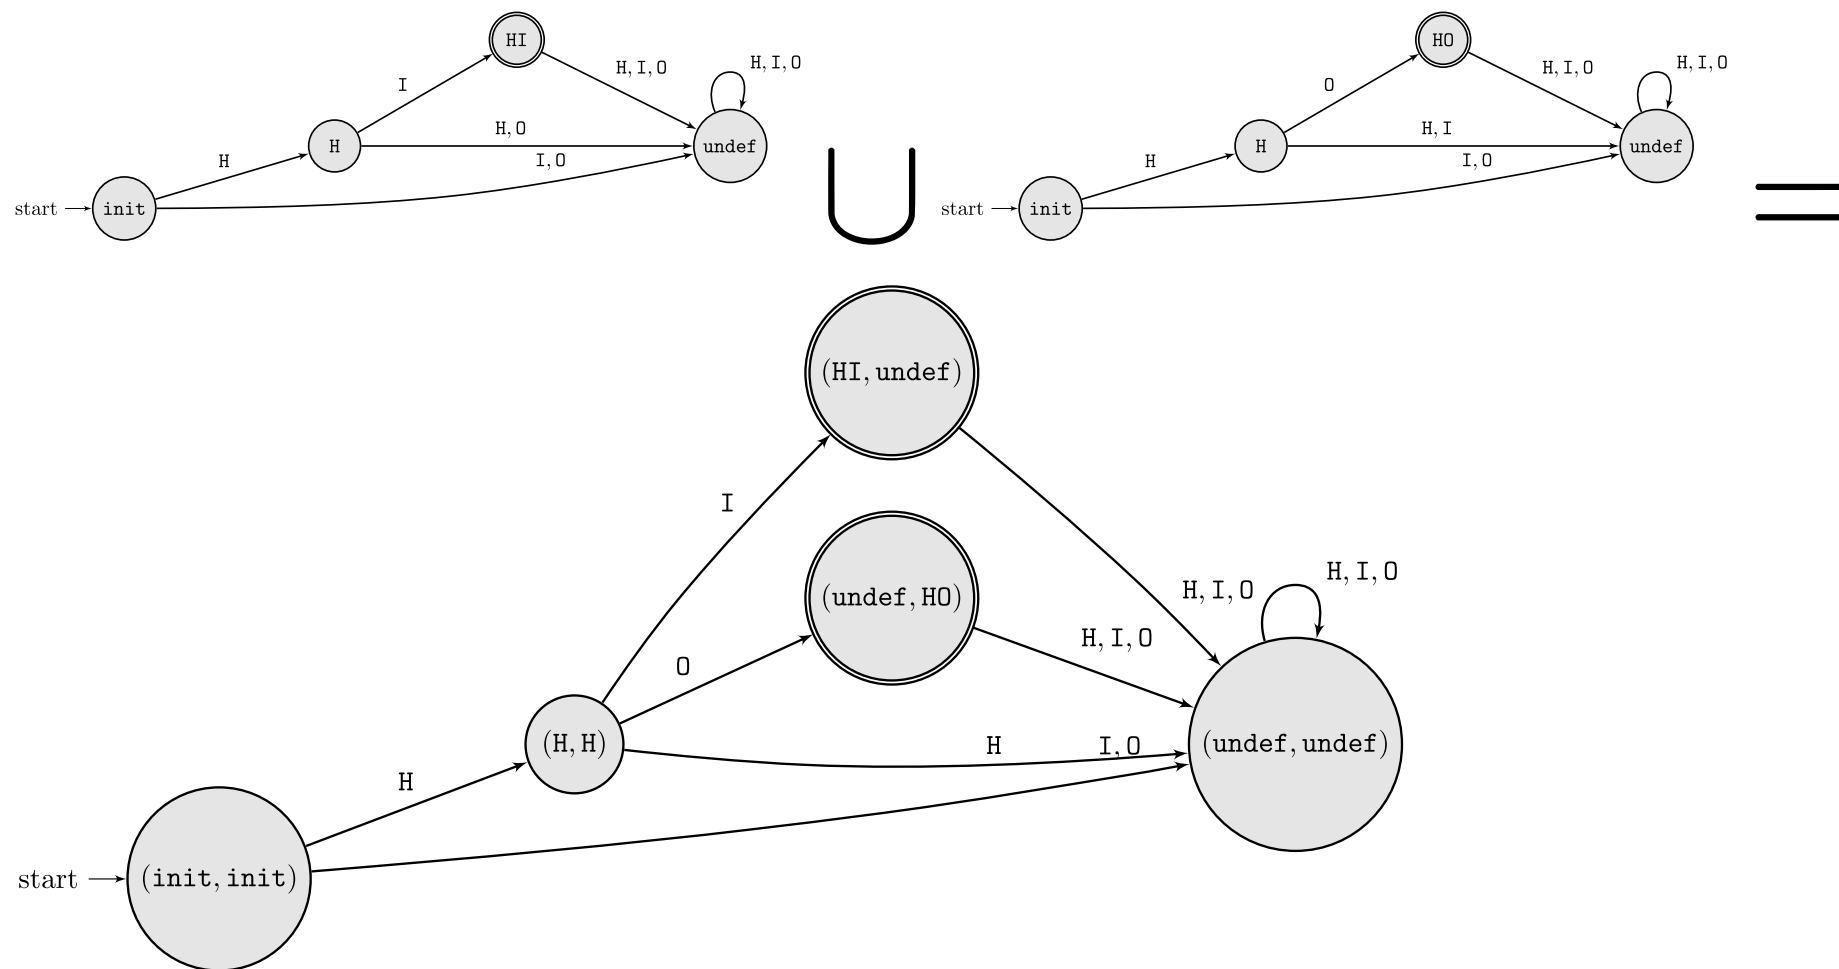 HI
HO
H, I, O
H, I, O
H, I, O
H, I, O
I
O
H, O
H, I
H
undef
H
undef
H
I, O
H
I, O
start
init
start
init
⋃
=
(HI, undef)
I
H, I, O
H, I, O
(undef, HO)
H, I, O
O
(H, H)
H
I, O
(undef, undef)
H
start
(init, init)